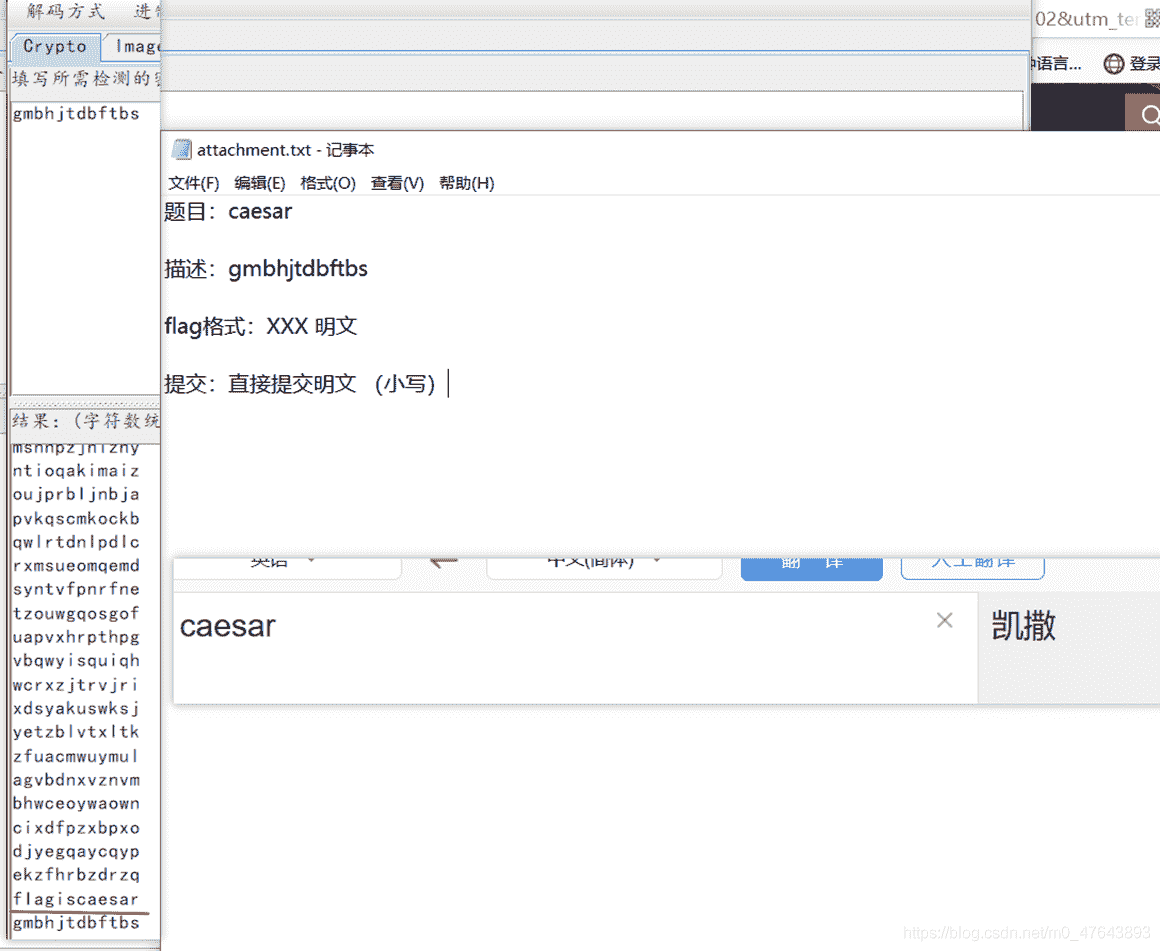 解码方式
Crypto
Image
填写所需检测的
gmbhjtdbftbs
结果：(字符数统
ntioqakimaiz
oujprbljnbja
pvkqscmkockb
qwlrtdnlpdlc
rxmsueomqemd
syntvfpnrfne
tzouwgqosgof
uapvxhrpthpg
vbqwyisquiqh
wcrxzjtrvjri
xdsyakuswksj
yetzblvtxltk
zfuacmwuymul
agvbdnxvznvm
bhwceoywaown
cixdfpzxbpxo
djyegqaycqyp
ekzfhrbzdrzq
flagiscaesar
gmbhjtdbftbs
02&utm_te
语言...
登录
attachment.txt - 记事本
文件(F) 编辑(E) 格式(O) 查看(V) 帮助(H)
题目：caesar
描述：gmbhjtdbftbs
flag格式：XXX 明文
提交：直接提交明文 （小写）
英语
中文(简体)
翻 译
人工翻译
caesar
凯撒
https://blog.csdn.net/m0_47643893